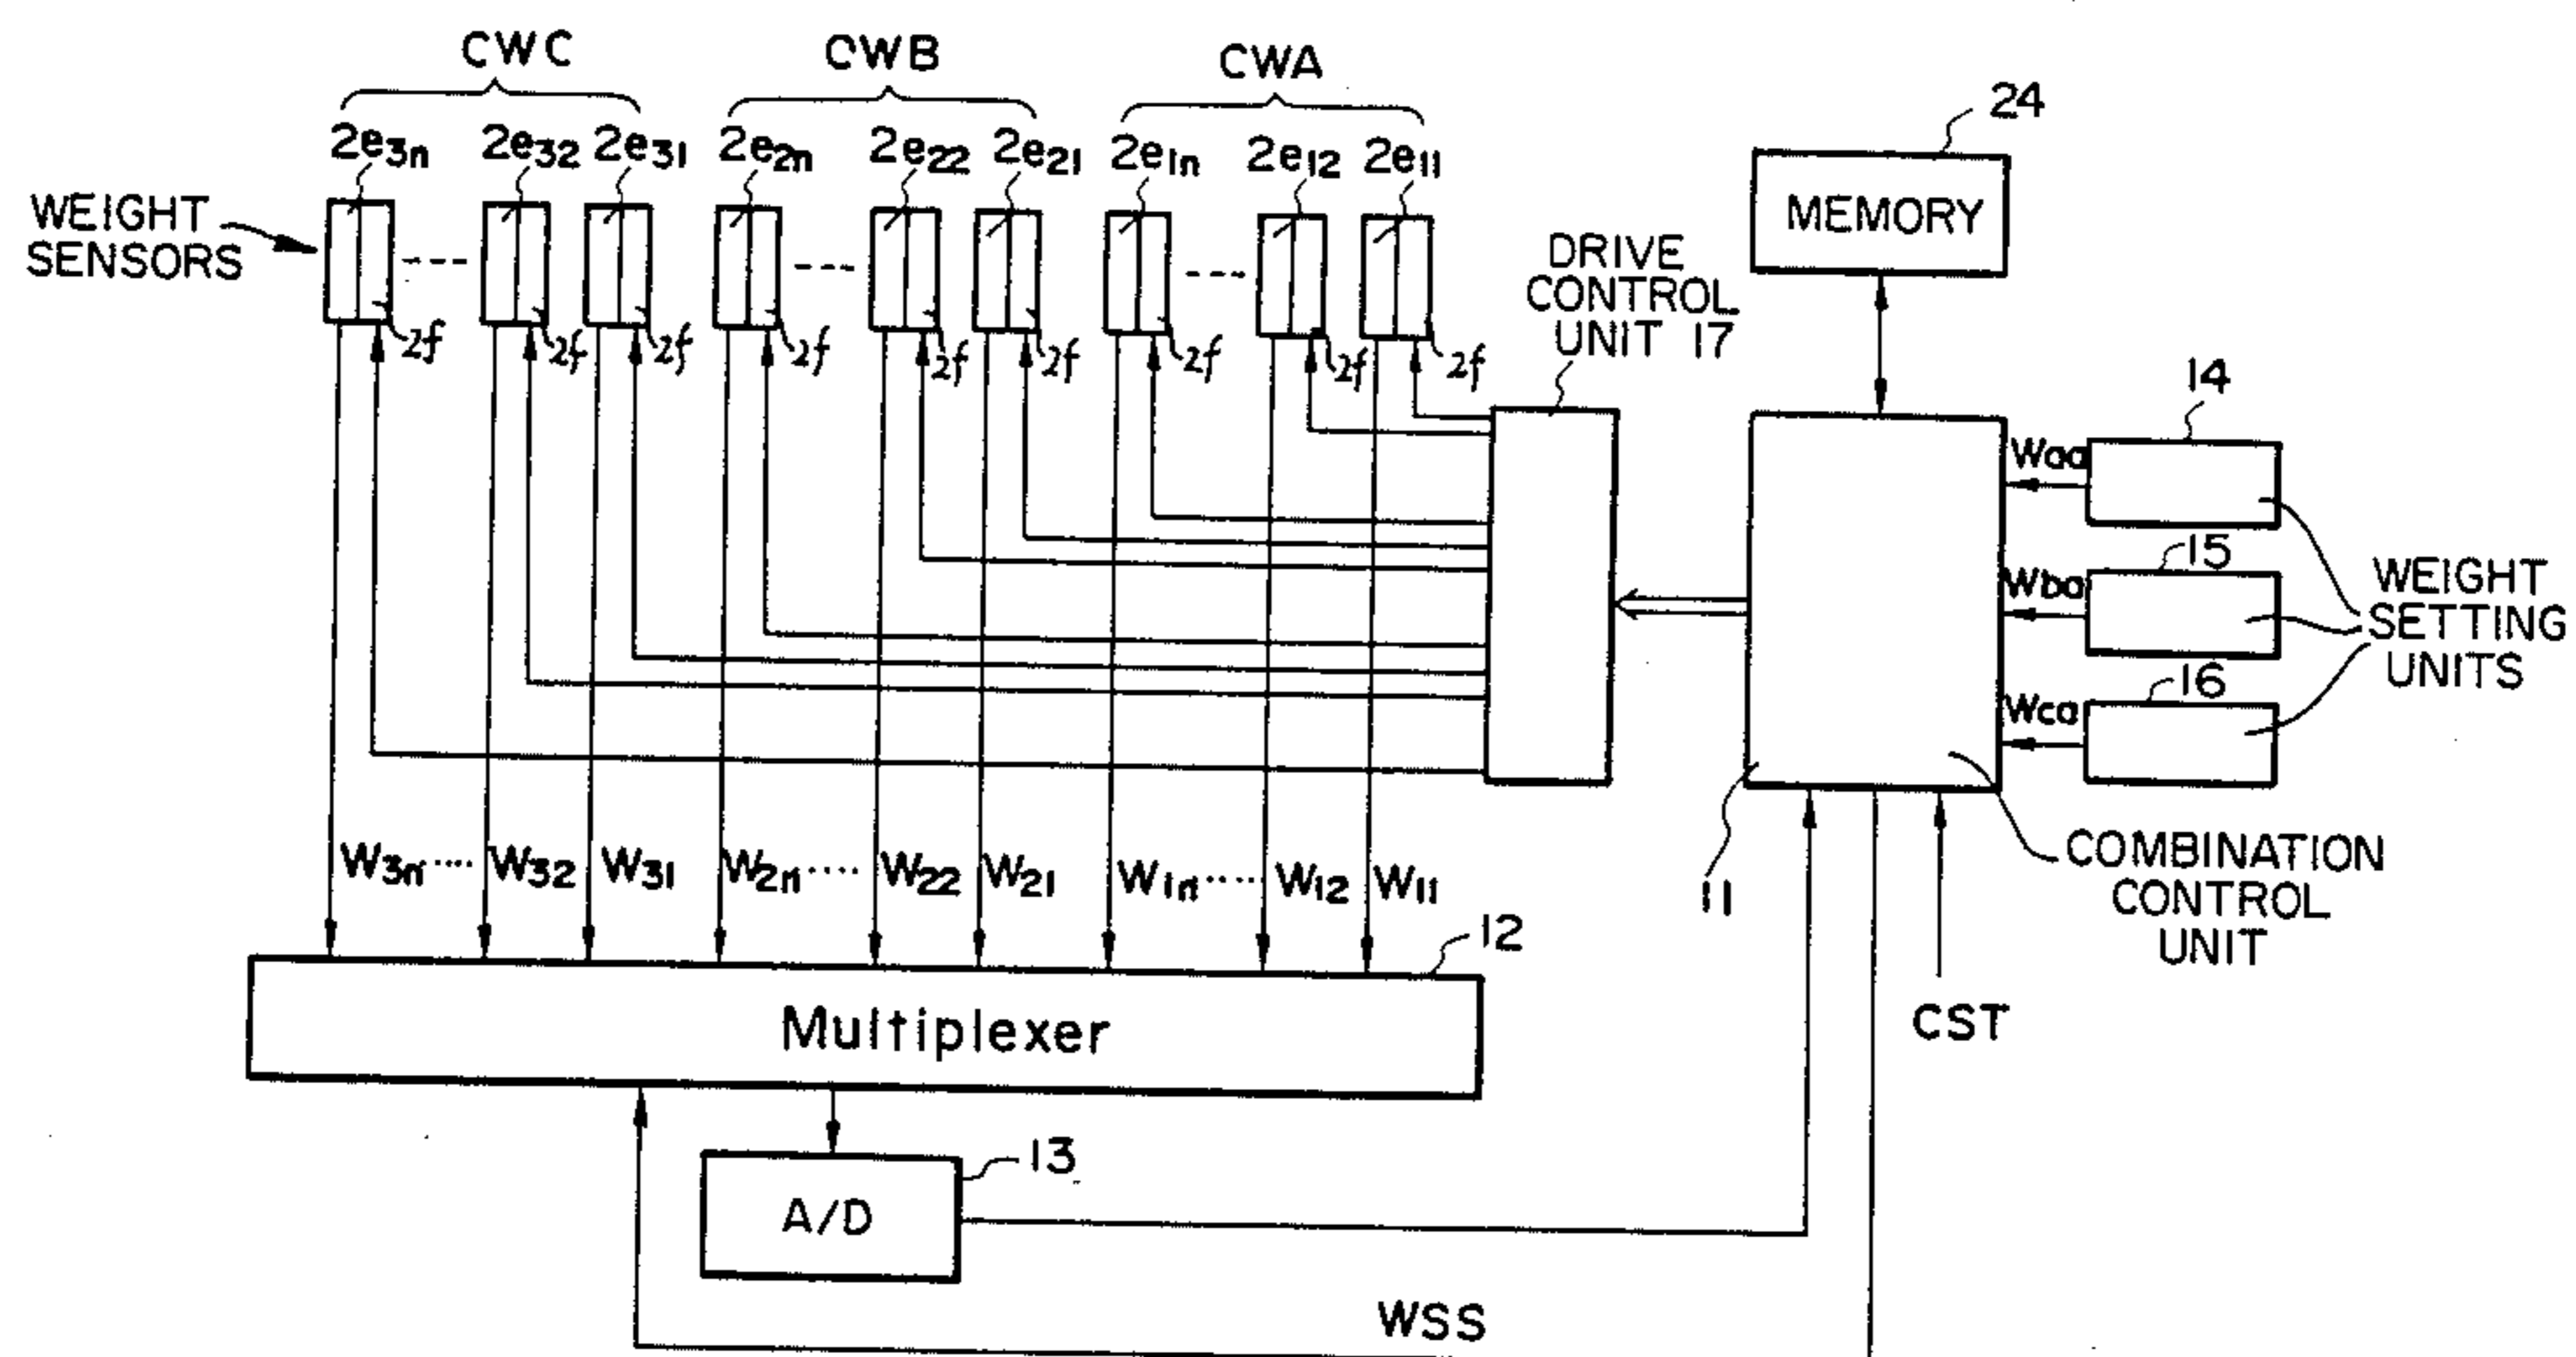 CWC CWB CWA
2e3n 2e32 2e31 2e2n 2e22 2e21 2e1n 2e12 2e11
24
WEIGHT
SENSORS
MEMORY
DRIVE
CONTROL
UNIT 17
2f 2f 2f 2f 2f 2f 2f 2f 2f
14
Waa
15
Wba
16
Wca
WEIGHT
SETTING
UNITS
W3n ····· W32 W31 W2n ····· W22 W21 W1n ····· W12 W11
11
COMBINATION
CONTROL
UNIT
12
Multiplexer
CST
13
A/D
WSS